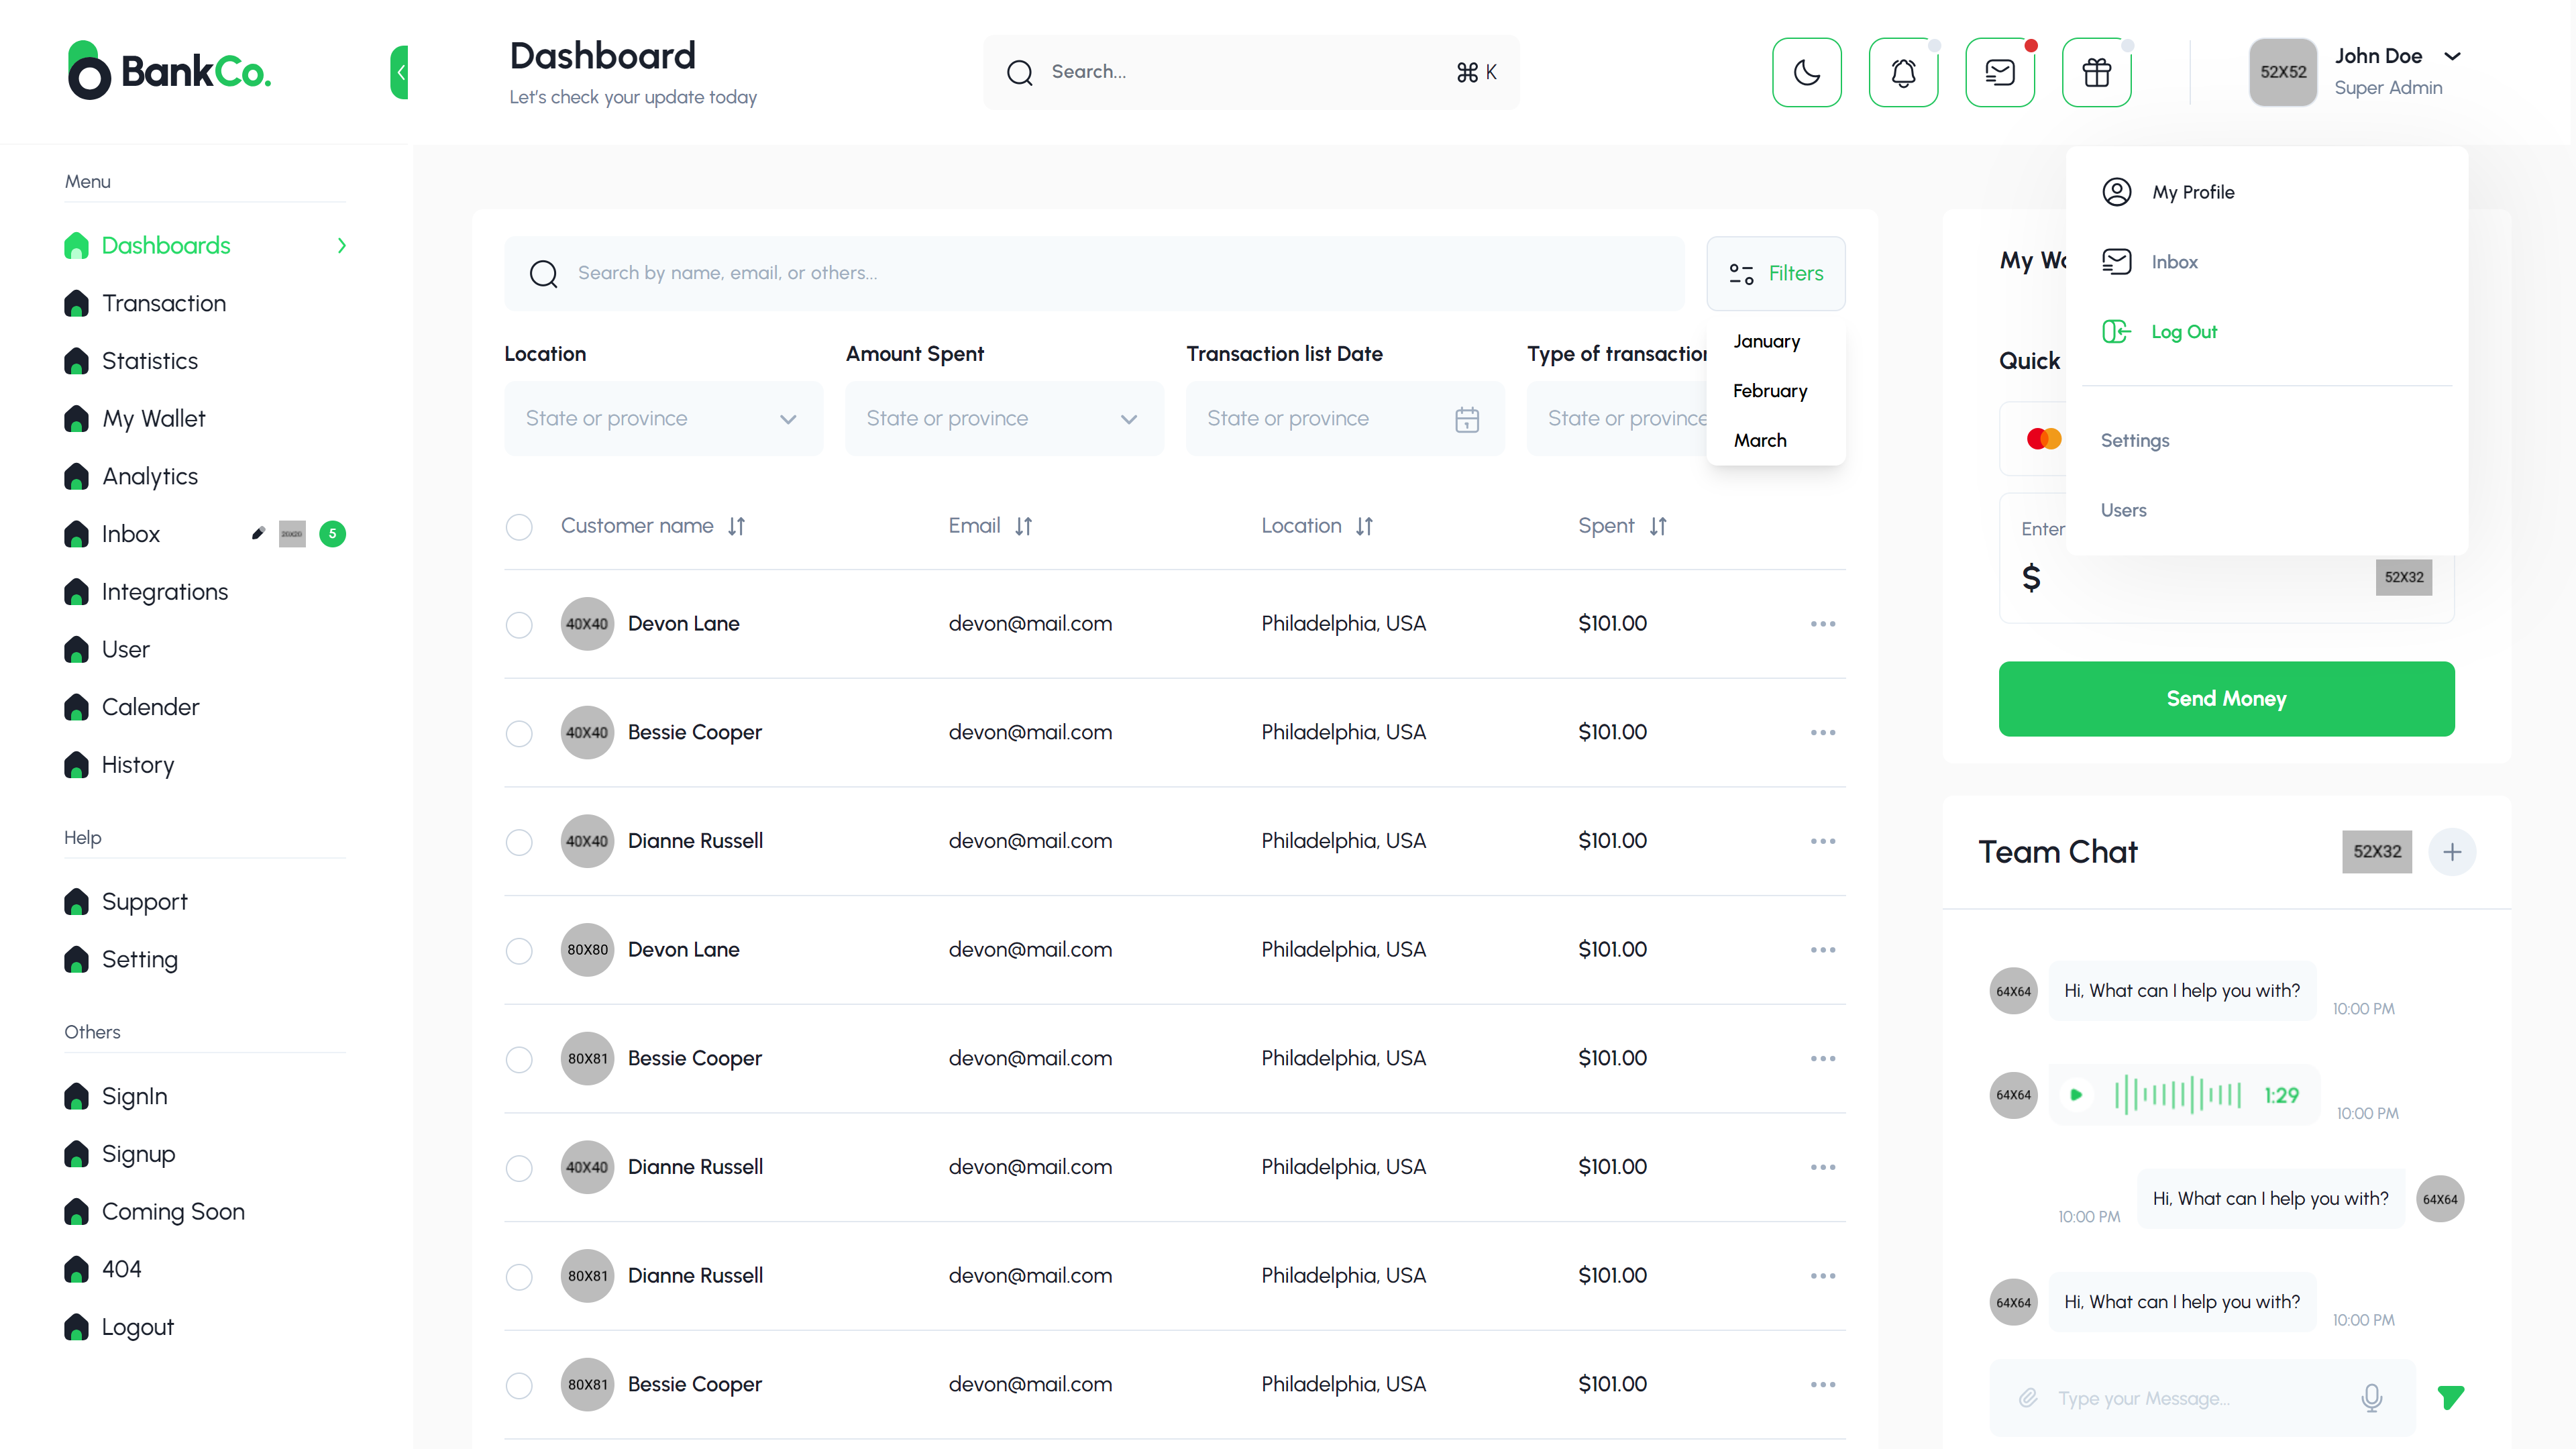 BankCo.
Dashboard
Let's check your update today
Search...
⌘ K
52X52
John Doe
Super Admin
Menu
Dashboards
Transaction
Statistics
My Wallet
Analytics
Inbox
20x20
5
Integrations
User
Calender
History
Help
Support
Setting
Others
SignIn
Signup
Coming Soon
404
Logout
Search by name, email, or others...
Filters
January
February
March
Location
Amount Spent
Transaction list Date
Type of transaction
State or province
State or province
State or province
State or province
Customer name
Email
Location
Spent
40X40 Devon Lane devon@mail.com Philadelphia, USA $101.00
40X40 Bessie Cooper devon@mail.com Philadelphia, USA $101.00
40X40 Dianne Russell devon@mail.com Philadelphia, USA $101.00
80X80 Devon Lane devon@mail.com Philadelphia, USA $101.00
80X81 Bessie Cooper devon@mail.com Philadelphia, USA $101.00
40X40 Dianne Russell devon@mail.com Philadelphia, USA $101.00
80X81 Dianne Russell devon@mail.com Philadelphia, USA $101.00
80X81 Bessie Cooper devon@mail.com Philadelphia, USA $101.00
My Profile
Inbox
Log Out
Settings
Users
My Wa
Quick
Enter
$
52X32
Send Money
Team Chat
52X32
64X64 Hi, What can I help you with? 10:00 PM
64X64 1:29 10:00 PM
10:00 PM Hi, What can I help you with? 64X64
64X64 Hi, What can I help you with? 10:00 PM
Type your Message...